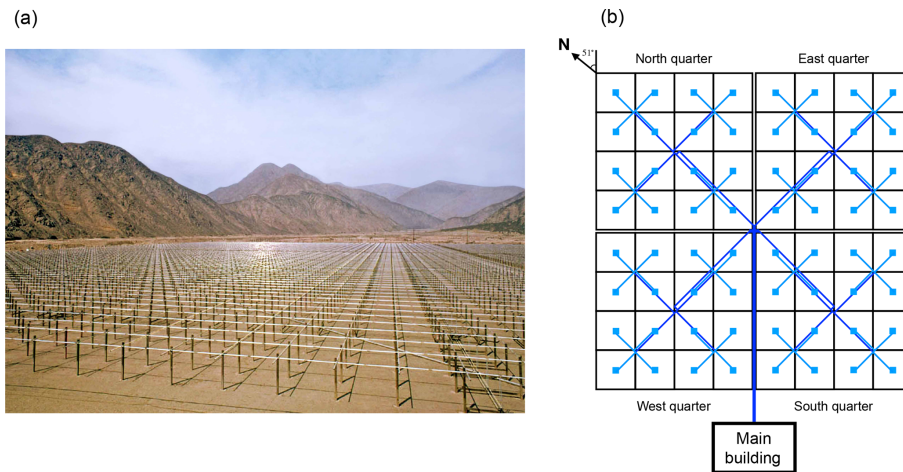 (a)
(b)
N
51°
North quarter
East quarter
West quarter
South quarter
Main
building